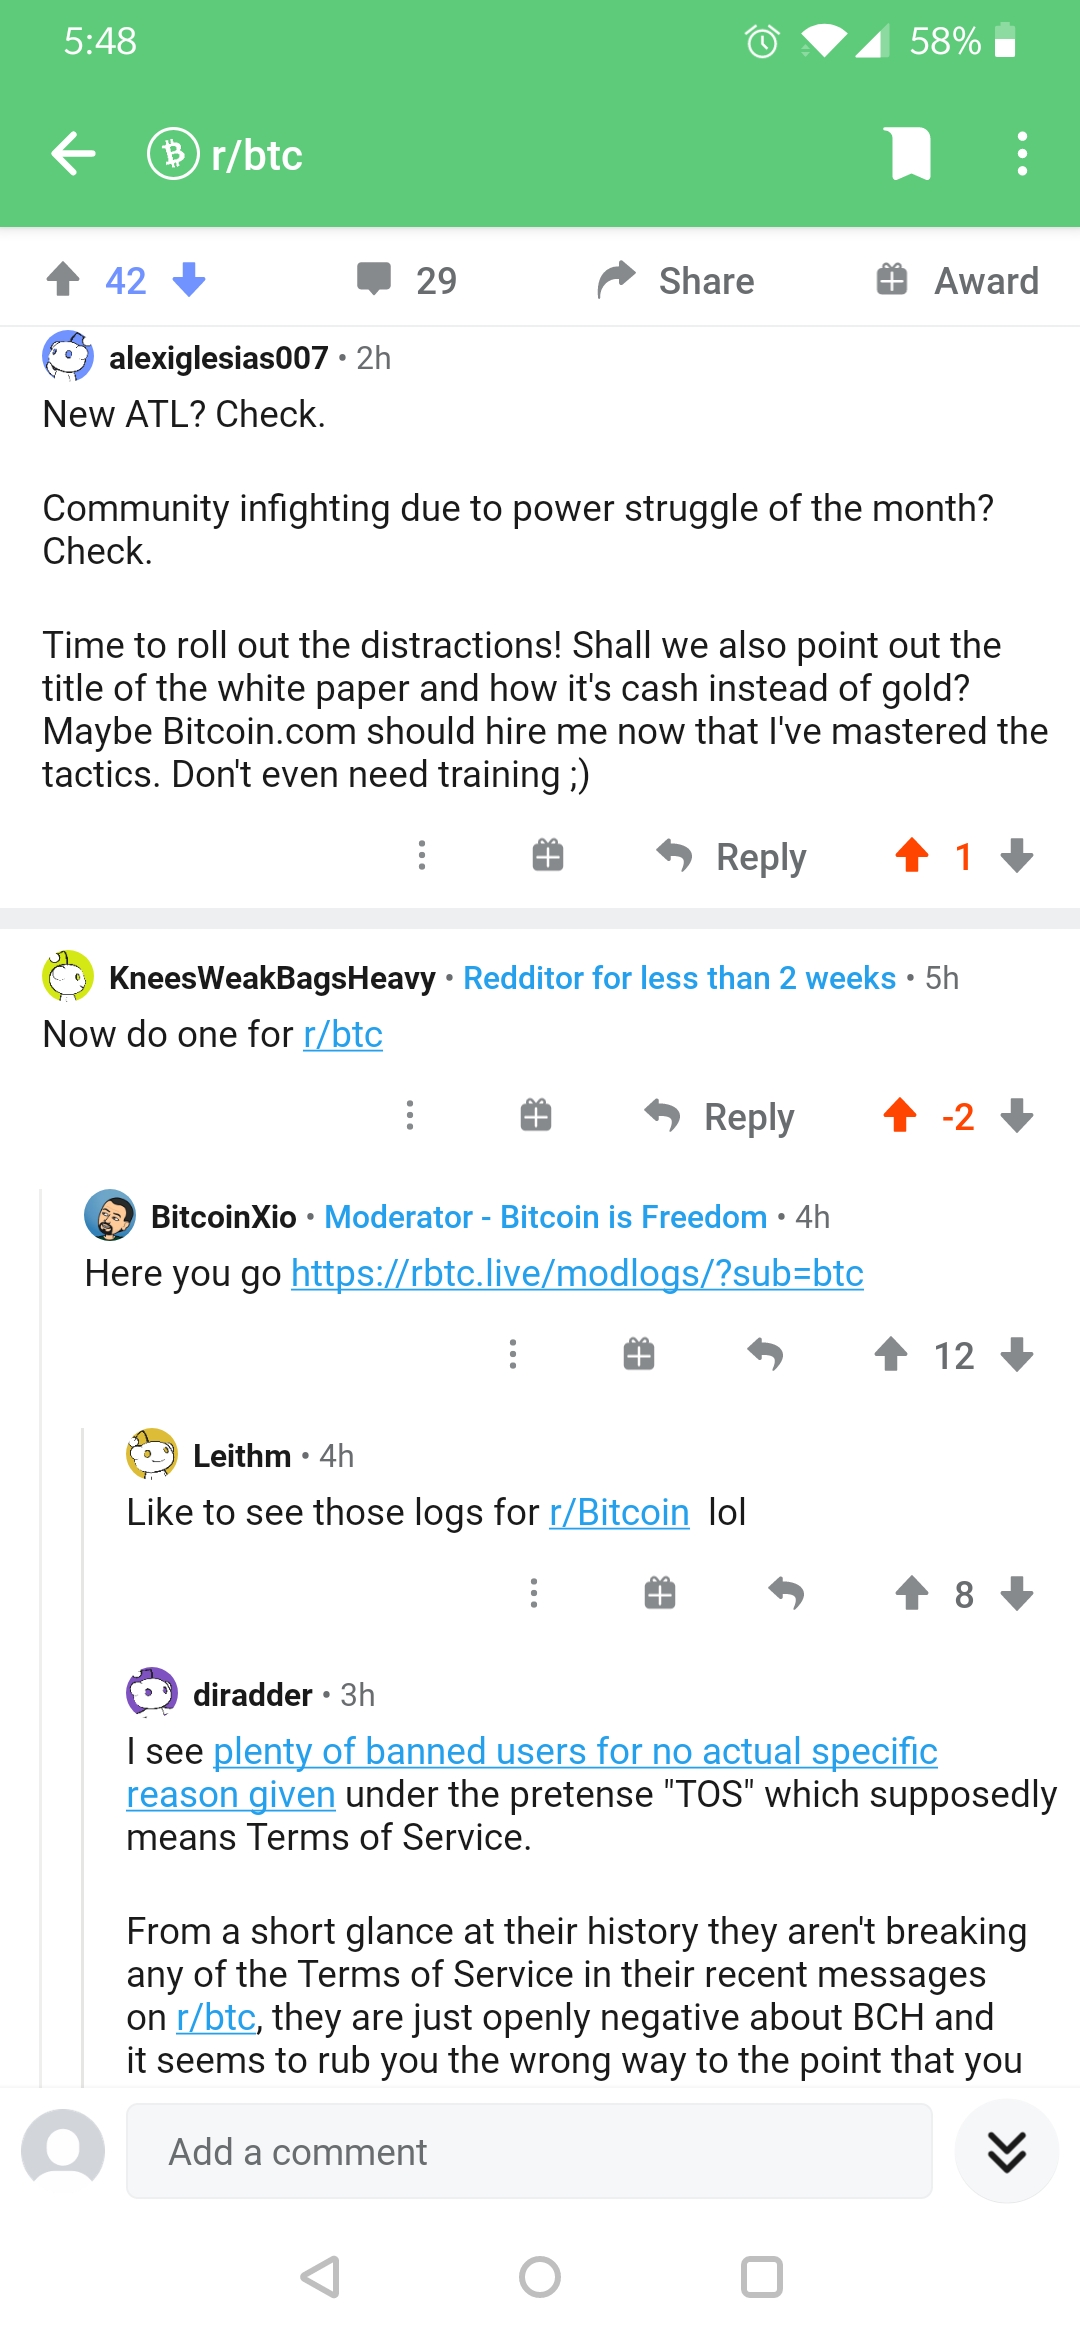 5:48
58%
r/btc
42
29
Share
Award
alexiglesias007 • 2h
New ATL? Check.
Community infighting due to power struggle of the month?
Check.
Time to roll out the distractions! Shall we also point out the
title of the white paper and how it's cash instead of gold?
Maybe Bitcoin.com should hire me now that I've mastered the
tactics. Don't even need training ;)
Reply
1
KneesWeakBagsHeavy • Redditor for less than 2 weeks • 5h
Now do one for r/btc
Reply
-2
BitcoinXio • Moderator - Bitcoin is Freedom • 4h
Here you go https://rbtc.live/modlogs/?sub=btc
12
Leithm • 4h
Like to see those logs for r/Bitcoin lol
8
diradder • 3h
I see plenty of banned users for no actual specific
reason given under the pretense "TOS" which supposedly
means Terms of Service.
From a short glance at their history they aren't breaking
any of the Terms of Service in their recent messages
on r/btc, they are just openly negative about BCH and
it seems to rub you the wrong way to the point that you
Add a comment